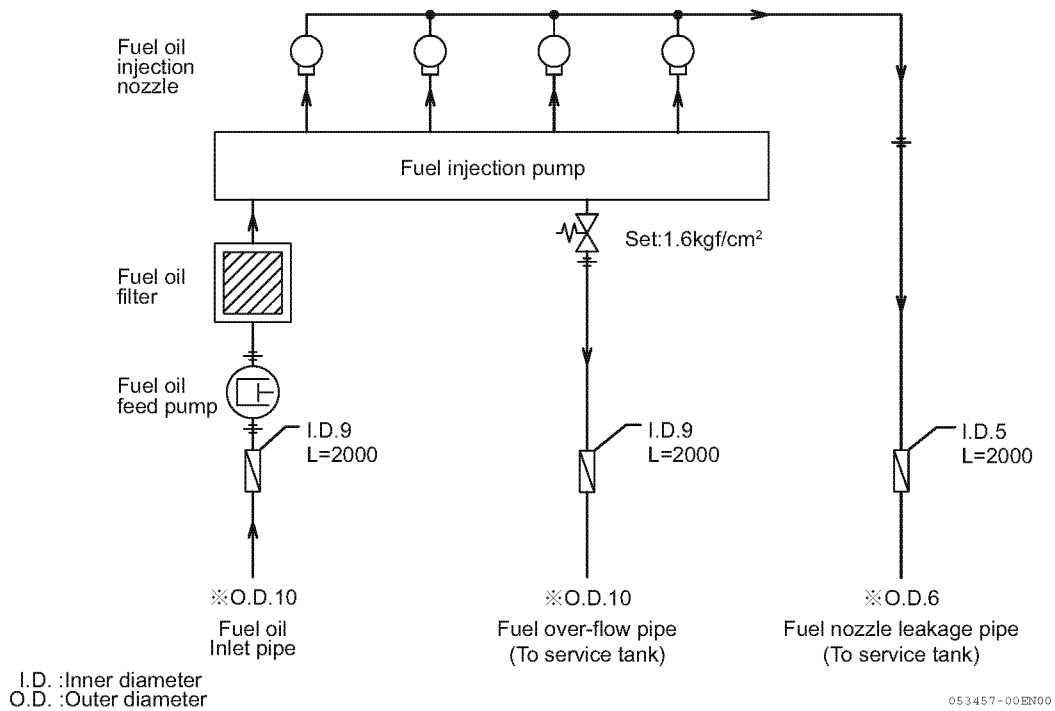 Fuel oil
injection
nozzle
Fuel injection pump
Set:1.6kgf/cm²
Fuel oil
filter
Fuel oil
feed pump
I.D.9
L=2000
I.D.9
L=2000
I.D.5
L=2000
※O.D.10
Fuel oil
Inlet pipe
※O.D.10
Fuel over-flow pipe
(To service tank)
※O.D.6
Fuel nozzle leakage pipe
(To service tank)
I.D. :Inner diameter
O.D. :Outer diameter
053457-00EN00